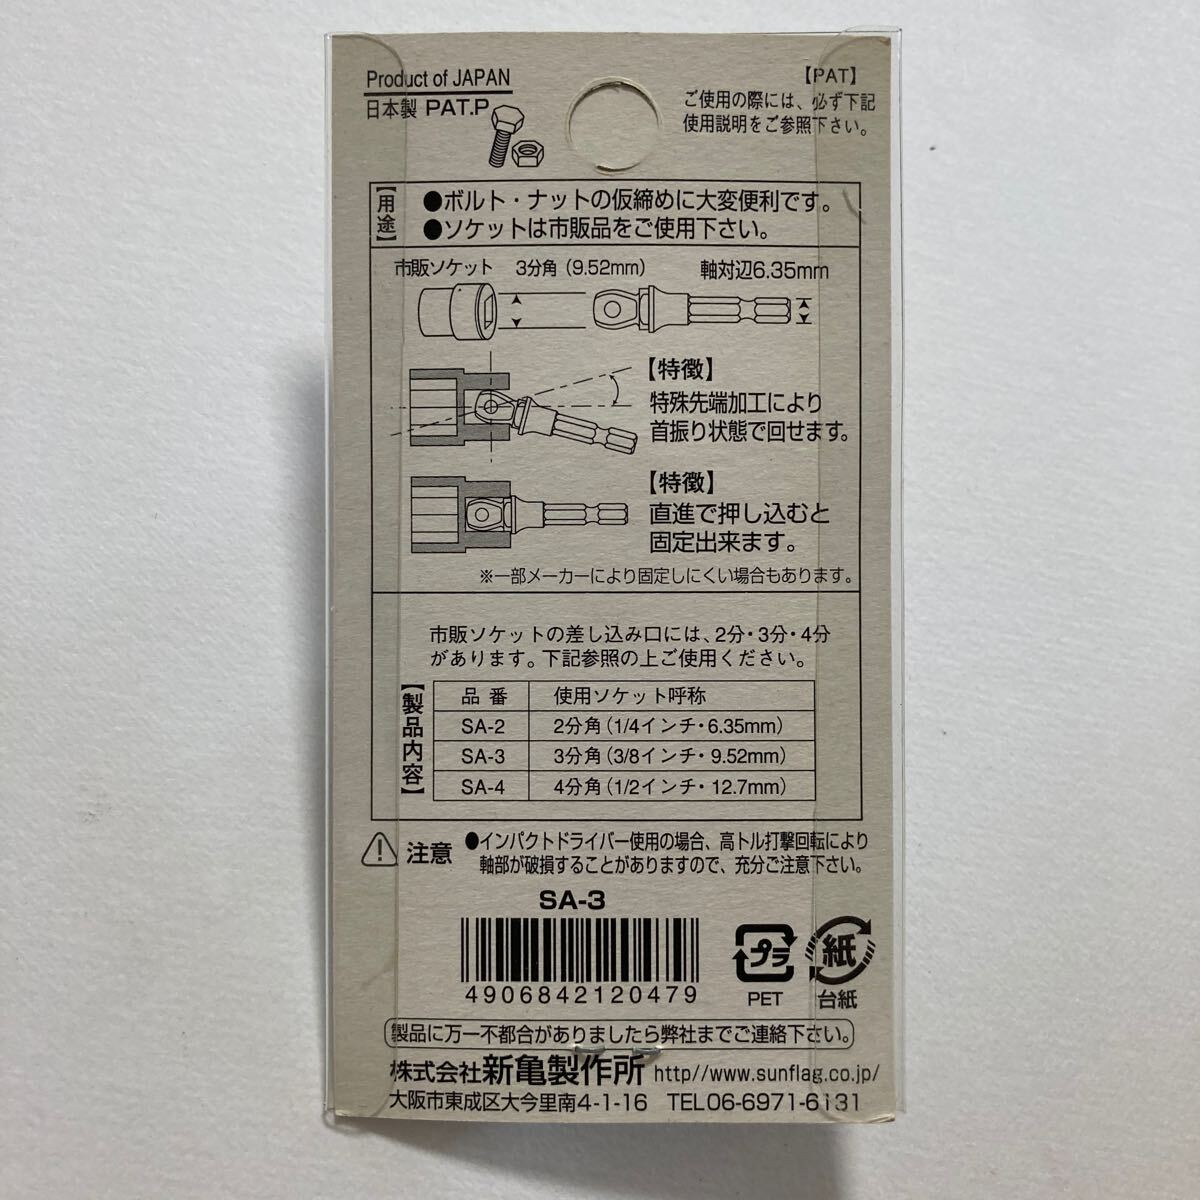 Product of JAPAN
日本製 PAT.P
【PAT】
ご使用の際には、必ず下記
使用説明をご参照下さい。
【用途】
●ボルト・ナットの仮締めに大変便利です。
●ソケットは市販品をご使用下さい。
市販ソケット 3分角(9.52mm) 軸対辺6.35mm
【特徴】
特殊先端加工により
首振り状態で回せます。
【特徴】
直進で押し込むと
固定出来ます。
※一部メーカーにより固定しにくい場合もあります。
市販ソケットの差し込み口には、2分・3分・4分
があります。下記参照の上ご使用ください。
【製品内容】
品 番 使用ソケット呼称
SA-2 2分角(1/4インチ・6.35mm)
SA-3 3分角(3/8インチ・9.52mm)
SA-4 4分角(1/2インチ・12.7mm)
注意
●インパクトドライバー使用の場合、高トル打撃回転により
軸部が破損することがありますので、充分ご注意下さい。
SA-3
4906842120479
プラ
PET
紙
台紙
製品に万一不都合がありましたら弊社までご連絡下さい。
株式会社新亀製作所 http//www.sunflag.co.jp/
大阪市東成区大今里南4-1-16 TEL06-6971-6131